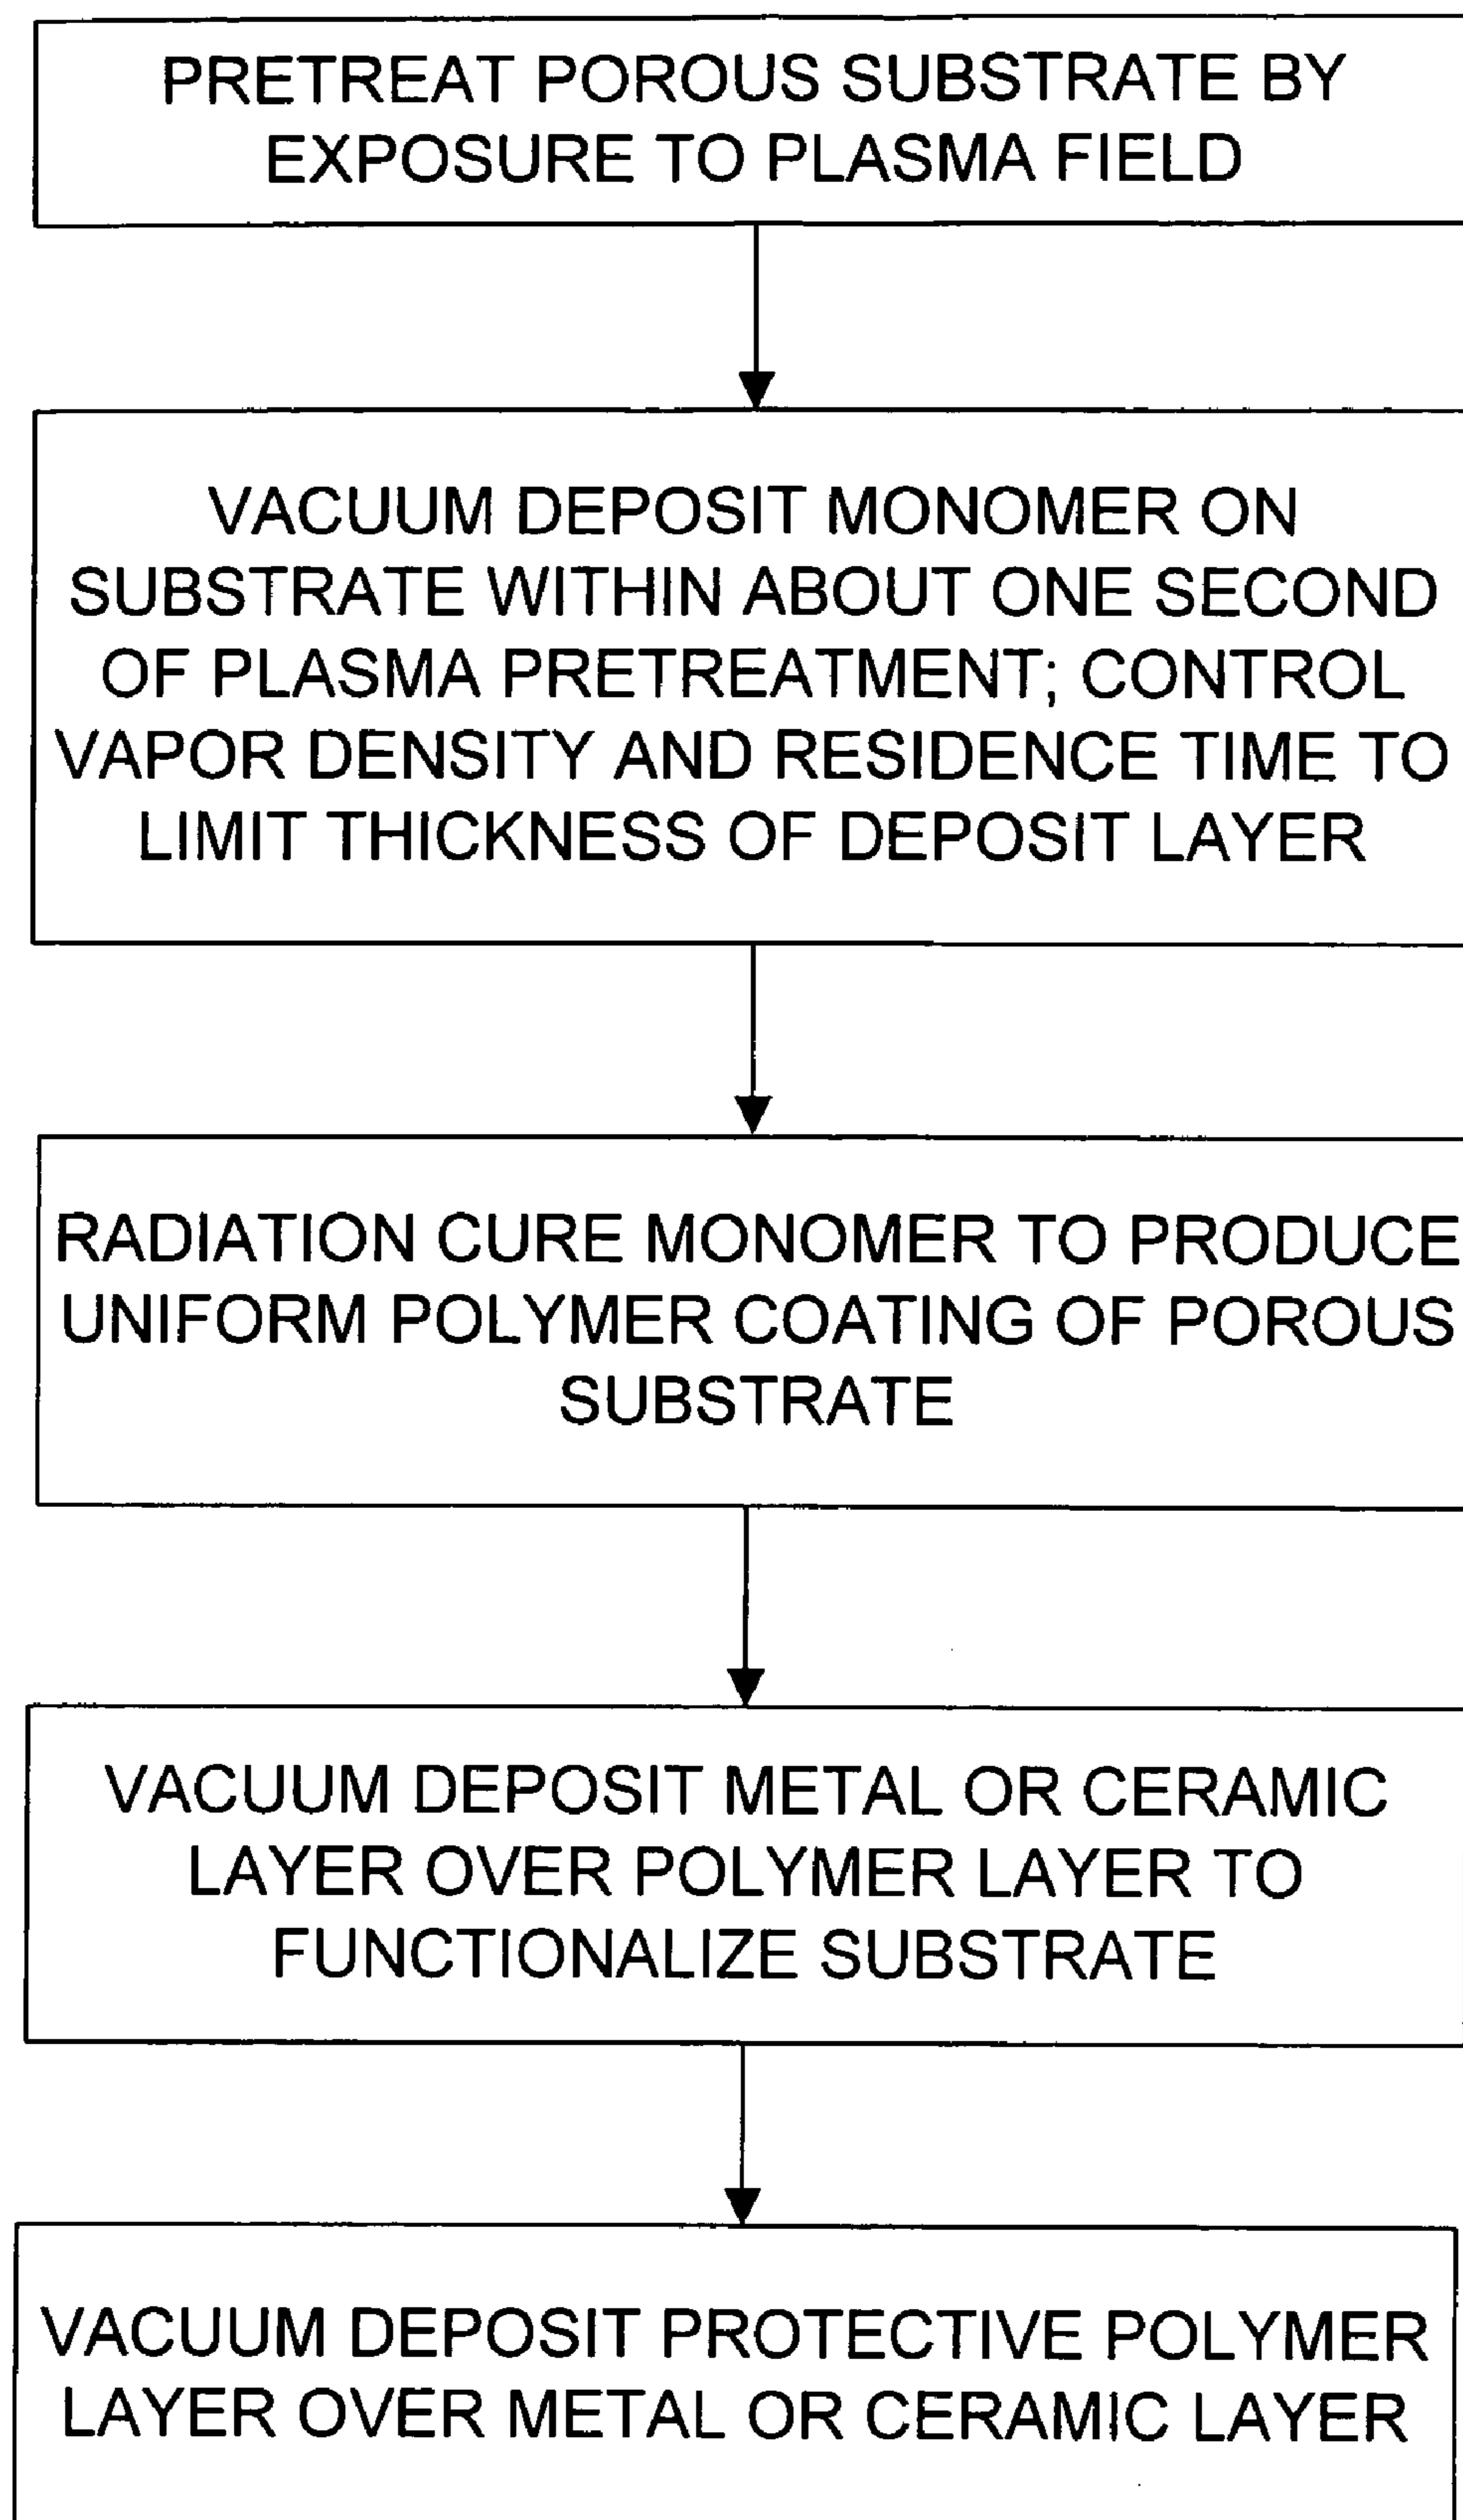 PRETREAT POROUS SUBSTRATE BY
EXPOSURE TO PLASMA FIELD
VACUUM DEPOSIT MONOMER ON
SUBSTRATE WITHIN ABOUT ONE SECOND
OF PLASMA PRETREATMENT; CONTROL
VAPOR DENSITY AND RESIDENCE TIME TO
LIMIT THICKNESS OF DEPOSIT LAYER
RADIATION CURE MONOMER TO PRODUCE
UNIFORM POLYMER COATING OF POROUS
SUBSTRATE
VACUUM DEPOSIT METAL OR CERAMIC
LAYER OVER POLYMER LAYER TO
FUNCTIONALIZE SUBSTRATE
VACUUM DEPOSIT PROTECTIVE POLYMER
LAYER OVER METAL OR CERAMIC LAYER